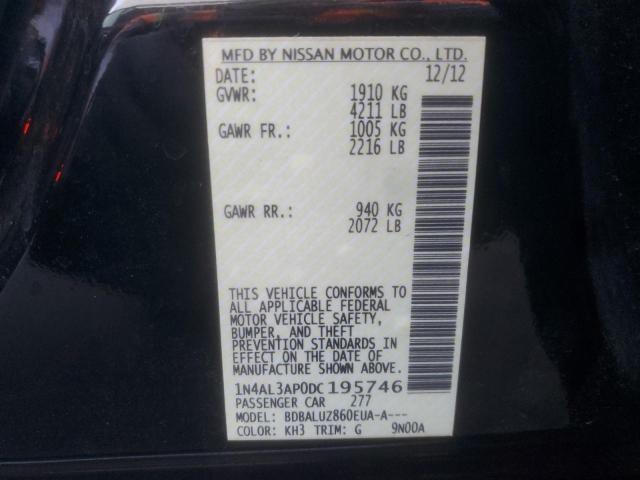 MFD BY NISSAN MOTOR CO., LTD.
DATE: 12/12
GVWR: 1910 KG
4211 LB
GAWR FR.: 1005 KG
2216 LB
GAWR RR.: 940 KG
2072 LB
THIS VEHICLE CONFORMS TO
ALL APPLICABLE FEDERAL
MOTOR VEHICLE SAFETY,
BUMPER, AND THEFT
PREVENTION STANDARDS IN
EFFECT ON THE DATE OF
MANUFACTURE SHOWN ABOVE.
1N4AL3AP0DC195746
PASSENGER CAR 277
MODEL: BDBALUZ860EUA-A---
COLOR: KH3 TRIM: G 9N00A